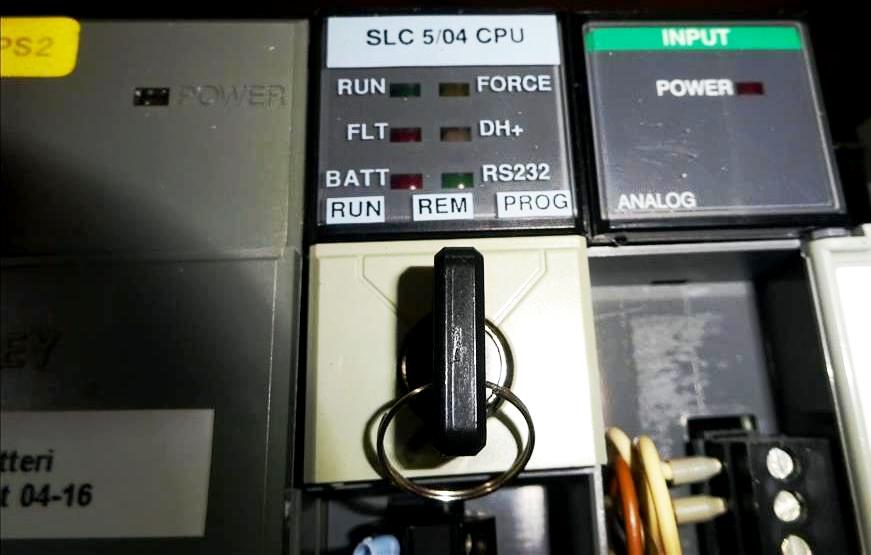 PS2
POWER
EY
tteri
t 04-16
SLC 5/04 CPU
RUN FORCE
FLT DH+
BATT RS232
RUN REM PROG
INPUT
POWER
ANALOG